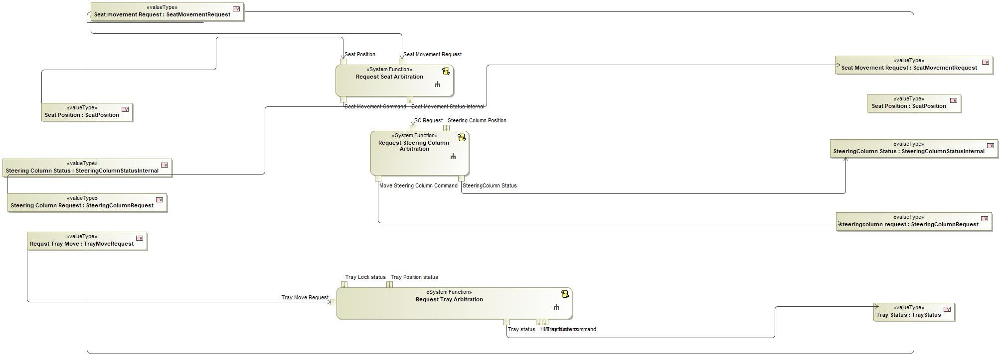 «valueType»
Seat movement Request : SeatMovementRequest
Seat Position
Seat Movement Request
«System Function»
Request Seat Arbitration
«valueType»
Seat Movement Request : SeatMovementRequest
Seat Movement Command
Seat Movement Status Internal
«valueType»
Seat Position : SeatPosition
«valueType»
Seat Position : SeatPosition
SC Request
Steering Column Position
«System Function»
Request Steering Column
Arbitration
«valueType»
SteeringColumn Status : SteeringColumnStatusInternal
«valueType»
Steering Column Status : SteeringColumnStatusInternal
Move Steering Column Command
SteeringColumn Status
«valueType»
Steering Column Request : SteeringColumnRequest
«valueType»
steeringcolumn request : SteeringColumnRequest
«valueType»
Requst Tray Move : TrayMoveRequest
Tray Lock status
Tray Position status
Tray Move Request
«System Function»
Request Tray Arbitration
«valueType»
Tray Status : TrayStatus
Tray status
HMI
command